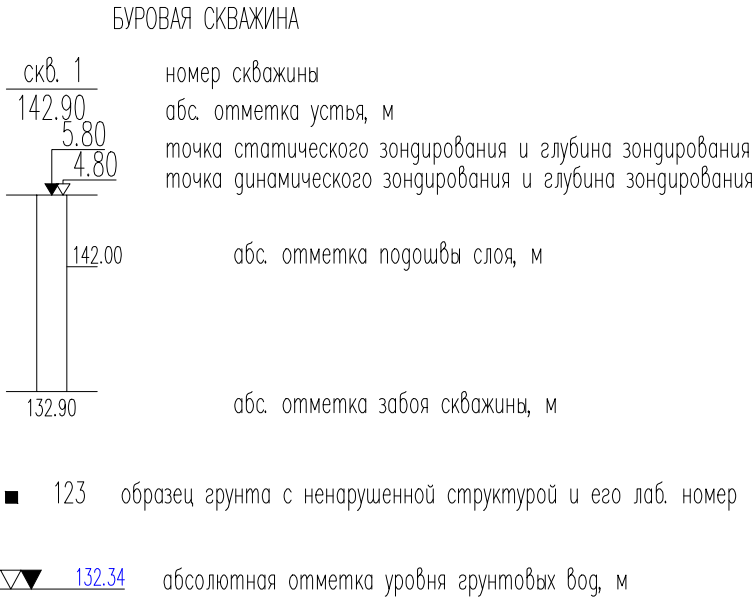 БУРОВАЯ СКВАЖИНА
скв. 1 номер скважины
142.90 абс. отметка устья, м
5.80 точка статического зондирования и глубина зондирования
4.80 точка динамического зондирования и глубина зондирования
142.00 абс. отметка подошвы слоя, м
132.90 абс. отметка забоя скважины, м
123 образец грунта с ненарушенной структурой и его лаб. номер
132.34 абсолютная отметка уровня грунтовых вод, м